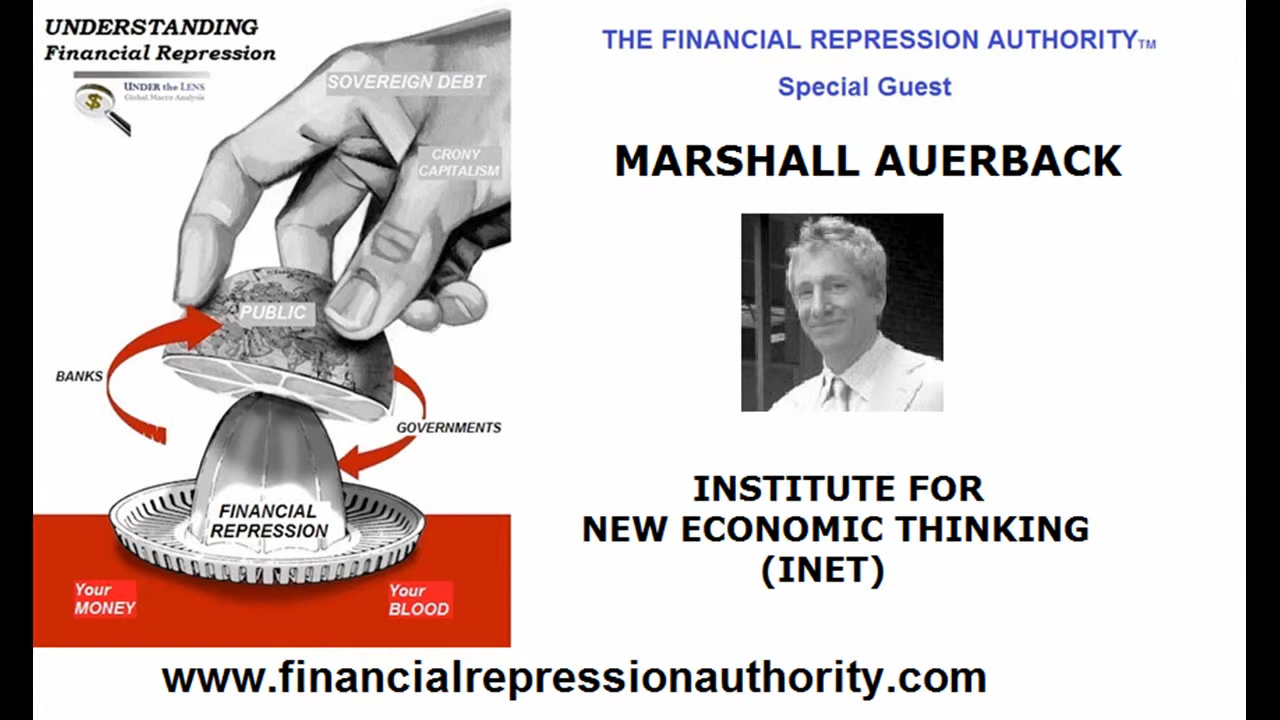 UNDERSTANDING
Financial Repression
UNDER the LENS
Global Macro Analysis
SOVEREIGN DEBT
CRONY
CAPITALISM
PUBLIC
BANKS
GOVERNMENTS
FINANCIAL
REPRESSION
Your
MONEY
Your
BLOOD
THE FINANCIAL REPRESSION AUTHORITY™
Special Guest
MARSHALL AUERBACK
INSTITUTE FOR
NEW ECONOMIC THINKING
(INET)
www.financialrepressionauthority.com